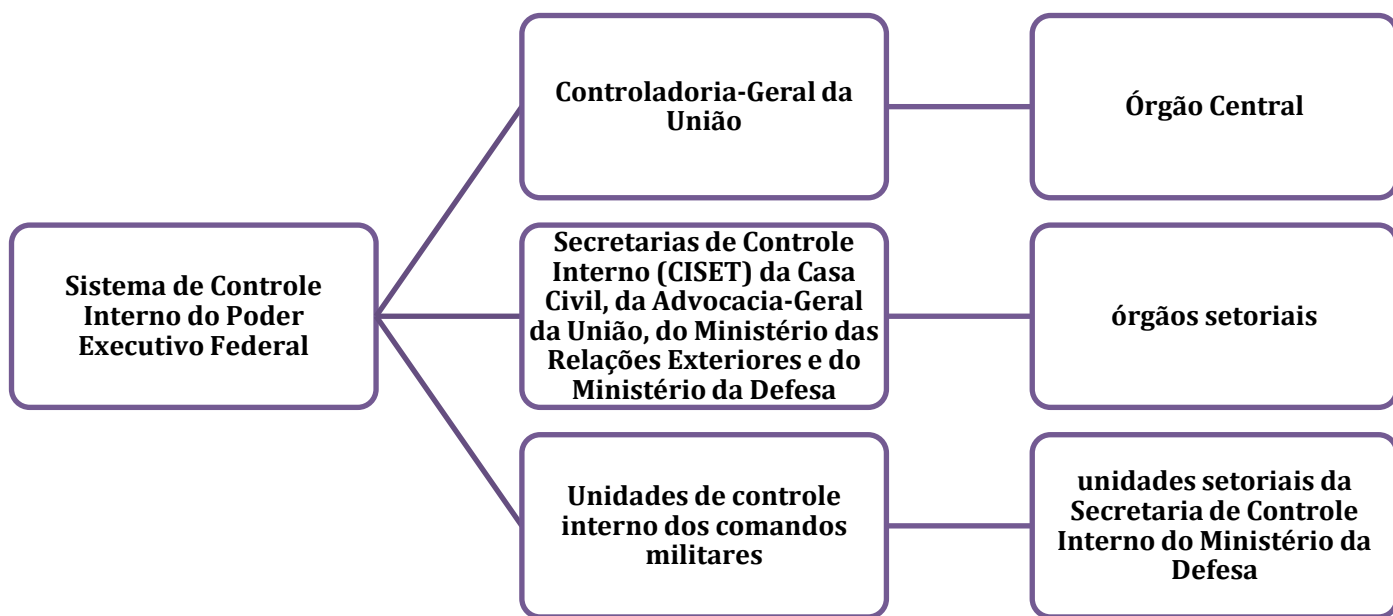 Sistema de Controle
Interno do Poder
Executivo Federal
Controladoria-Geral da
União
Órgão Central
Secretarias de Controle
Interno (CISET) da Casa
Civil, da Advocacia-Geral
da União, do Ministério das
Relações Exteriores e do
Ministério da Defesa
órgãos setoriais
Unidades de controle
interno dos comandos
militares
unidades setoriais da
Secretaria de Controle
Interno do Ministério da
Defesa